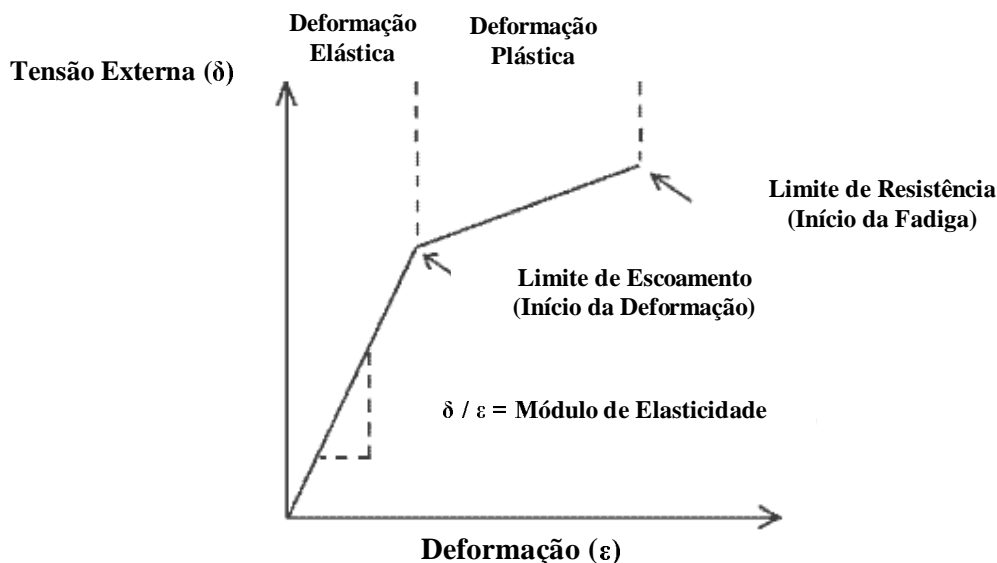 Deformação
Elástica
Deformação
Plástica
Tensão Externa (δ)
Limite de Resistência
(Início da Fadiga)
Limite de Escoamento
(Início da Deformação)
δ / ε = Módulo de Elasticidade
Deformação (ε)